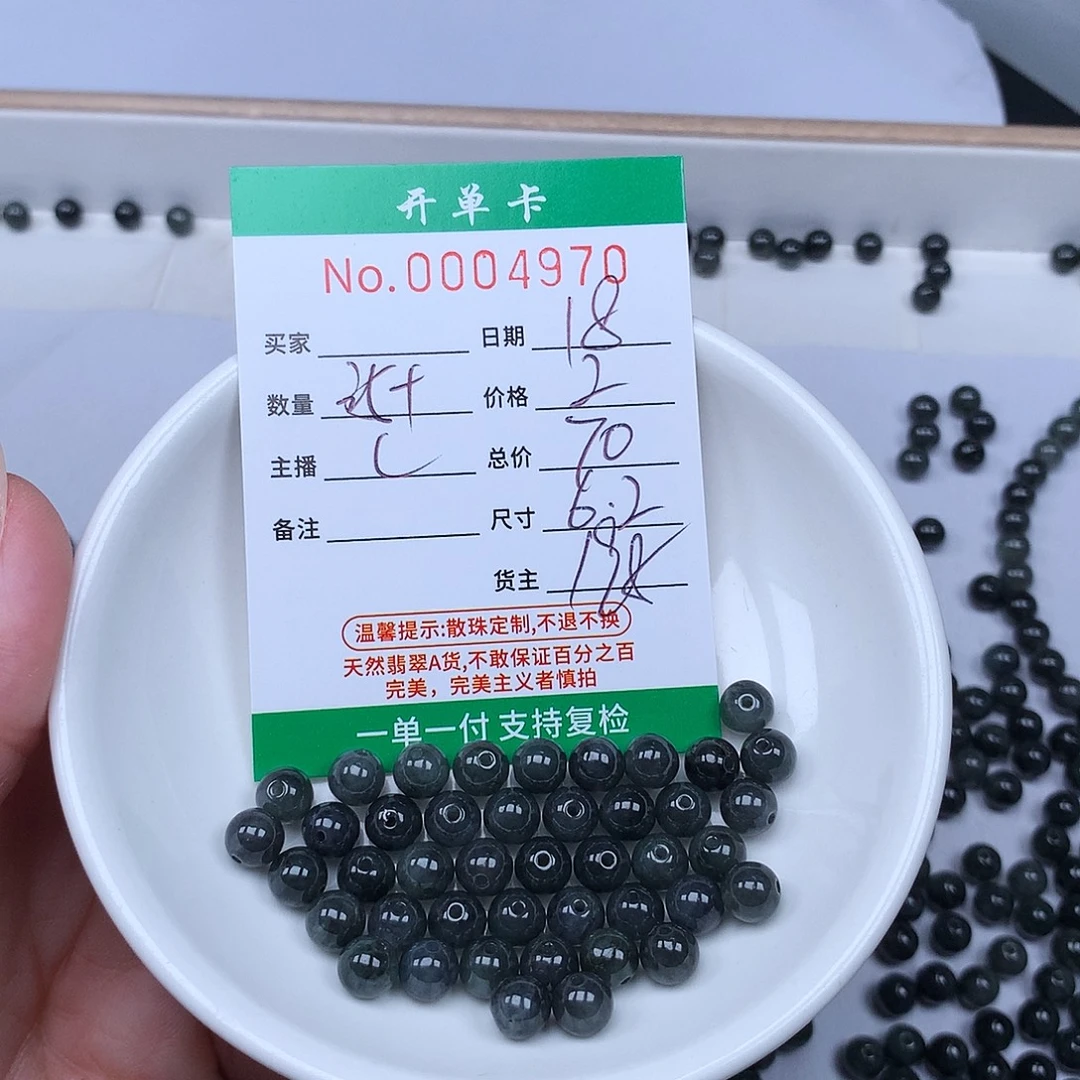 开单卡
No.0004970
买家 日期 18
数量 价格 2
主播 总价 70
备注 尺寸 6.2
货主
温馨提示:散珠定制,不退不换
天然翡翠A货,不敢保证百分之百
完美，完美主义者慎拍
一单一付 支持复检